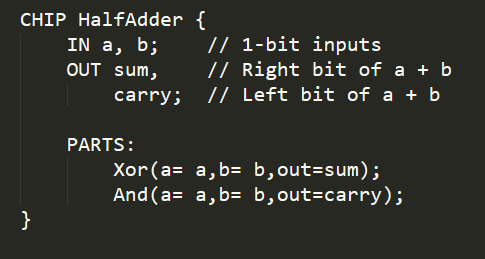 CHIP HalfAdder {
    IN a, b;    // 1-bit inputs
    OUT sum,    // Right bit of a + b
        carry;  // Left bit of a + b

    PARTS:
        Xor(a= a,b= b,out=sum);
        And(a= a,b= b,out=carry);
}